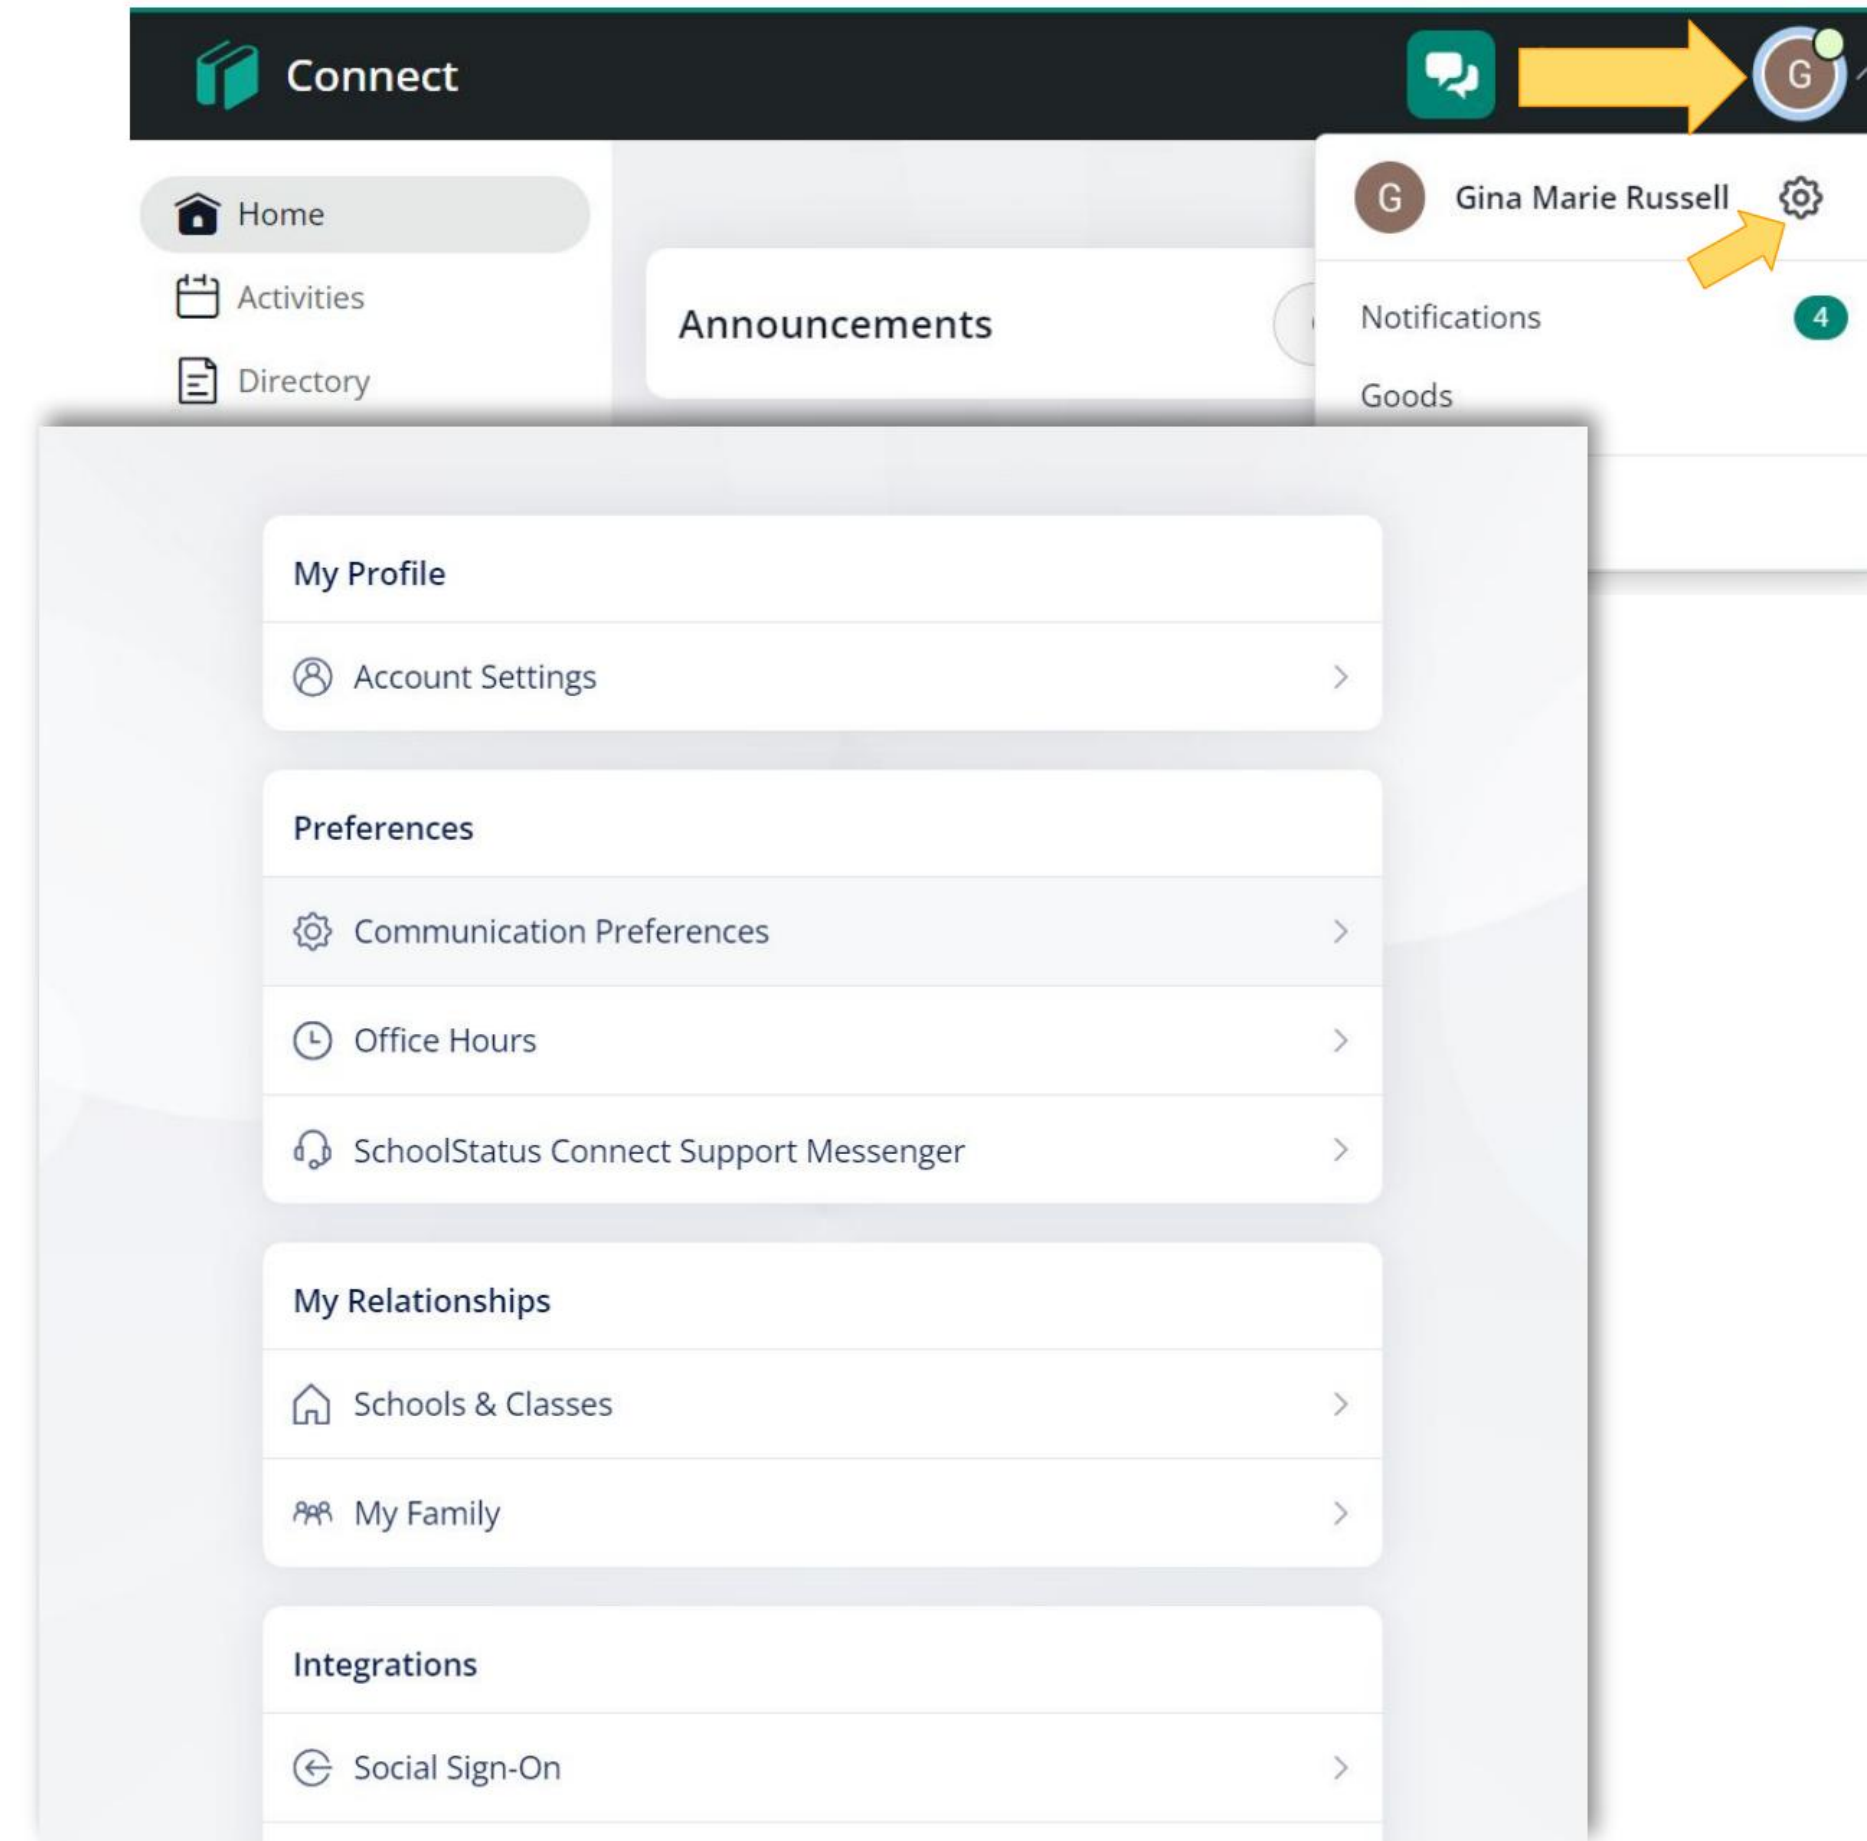 Connect
G
Home
Activities
Directory
Announcements
G Gina Marie Russell
Notifications 4
Goods
My Profile
Account Settings
Preferences
Communication Preferences
Office Hours
SchoolStatus Connect Support Messenger
My Relationships
Schools & Classes
My Family
Integrations
Social Sign-On